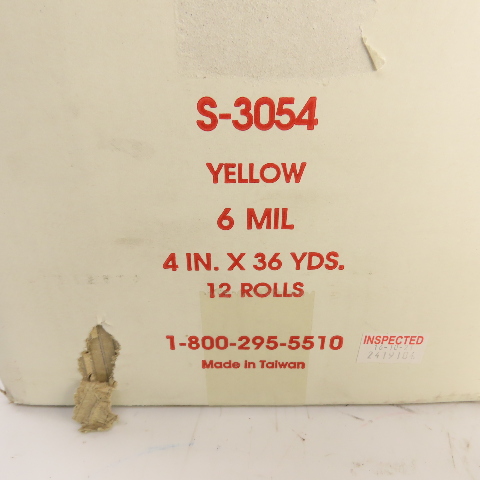 S-3054
YELLOW
6 MIL
4 IN. X 36 YDS.
12 ROLLS
1-800-295-5510
Made in Taiwan
INSPECTED